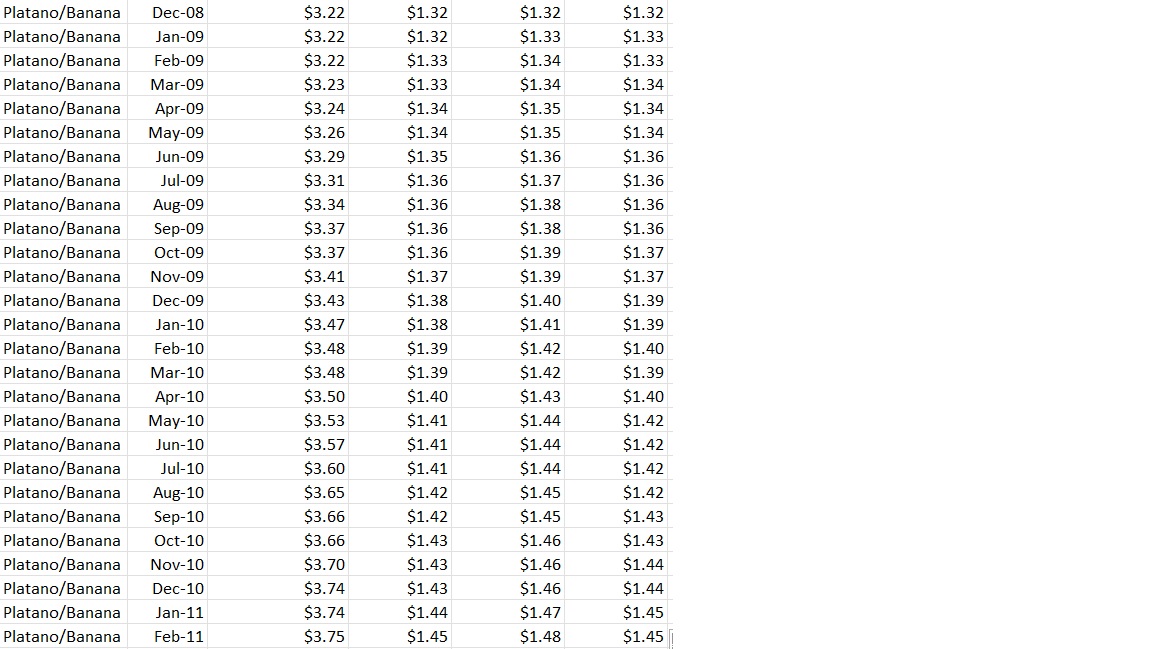 Platano/Banana Dec-08 $3.22 $1.32 $1.32 $1.32
Platano/Banana Jan-09 $3.22 $1.32 $1.33 $1.33
Platano/Banana Feb-09 $3.22 $1.33 $1.34 $1.33
Platano/Banana Mar-09 $3.23 $1.33 $1.34 $1.34
Platano/Banana Apr-09 $3.24 $1.34 $1.35 $1.34
Platano/Banana May-09 $3.26 $1.34 $1.35 $1.34
Platano/Banana Jun-09 $3.29 $1.35 $1.36 $1.36
Platano/Banana Jul-09 $3.31 $1.36 $1.37 $1.36
Platano/Banana Aug-09 $3.34 $1.36 $1.38 $1.36
Platano/Banana Sep-09 $3.37 $1.36 $1.38 $1.36
Platano/Banana Oct-09 $3.37 $1.36 $1.39 $1.37
Platano/Banana Nov-09 $3.41 $1.37 $1.39 $1.37
Platano/Banana Dec-09 $3.43 $1.38 $1.40 $1.39
Platano/Banana Jan-10 $3.47 $1.38 $1.41 $1.39
Platano/Banana Feb-10 $3.48 $1.39 $1.42 $1.40
Platano/Banana Mar-10 $3.48 $1.39 $1.42 $1.39
Platano/Banana Apr-10 $3.50 $1.40 $1.43 $1.40
Platano/Banana May-10 $3.53 $1.41 $1.44 $1.42
Platano/Banana Jun-10 $3.57 $1.41 $1.44 $1.42
Platano/Banana Jul-10 $3.60 $1.41 $1.44 $1.42
Platano/Banana Aug-10 $3.65 $1.42 $1.45 $1.42
Platano/Banana Sep-10 $3.66 $1.42 $1.45 $1.43
Platano/Banana Oct-10 $3.66 $1.43 $1.46 $1.43
Platano/Banana Nov-10 $3.70 $1.43 $1.46 $1.44
Platano/Banana Dec-10 $3.74 $1.43 $1.46 $1.44
Platano/Banana Jan-11 $3.74 $1.44 $1.47 $1.45
Platano/Banana Feb-11 $3.75 $1.45 $1.48 $1.45